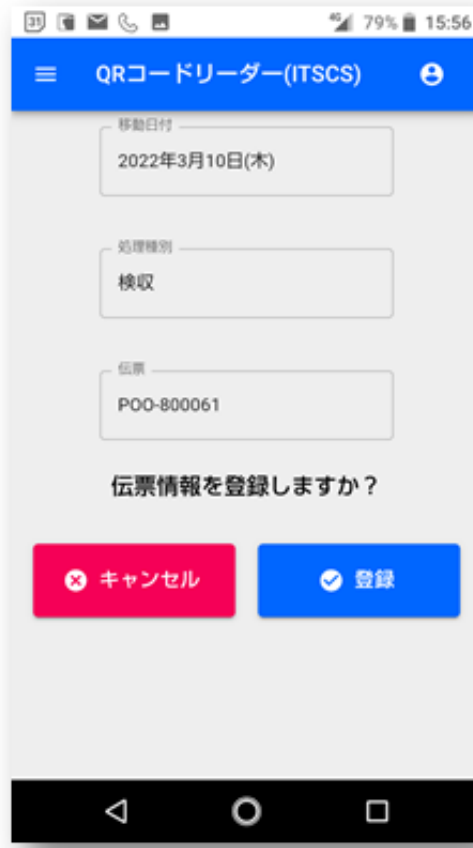 31
4G 79% 15:56
QRコードリーダー(ITSCS)
移動日付
2022年3月10日(木)
処理種別
検収
伝票
POO-800061
伝票情報を登録しますか？
キャンセル
登録